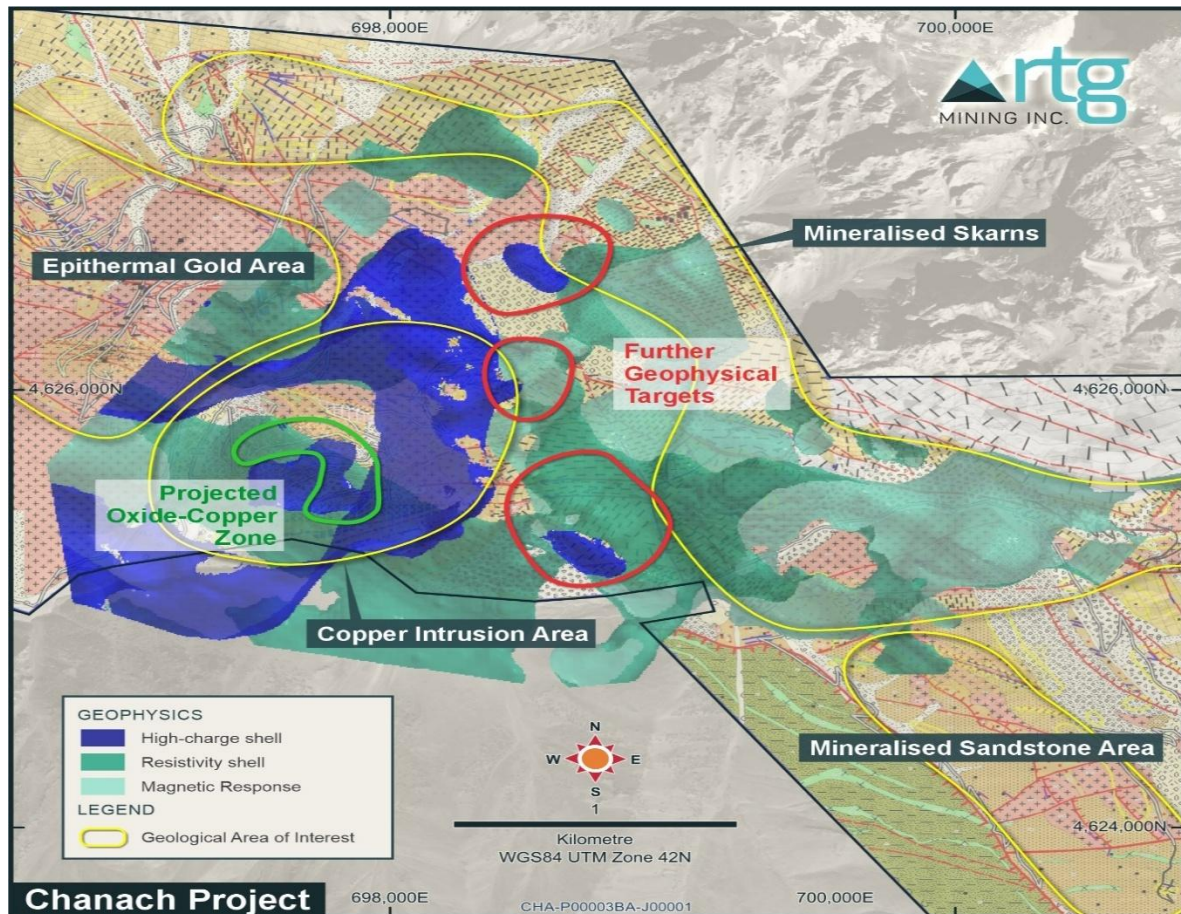 698,000E
700,000E
rtg
MINING INC.
Mineralised Skarns
Epithermal Gold Area
Further
Geophysical
Targets
4,626,000N
4,626,000N
Projected
Oxide-Copper
Zone
Copper Intrusion Area
GEOPHYSICS
High-charge shell
Resistivity shell
Magnetic Response
LEGEND
Geological Area of Interest
N
W
E
S
1
Kilometre
WGS84 UTM Zone 42N
Mineralised Sandstone Area
4,624,000N
Chanach Project
698,000E
CHA-P00003BA-J00001
700,000E